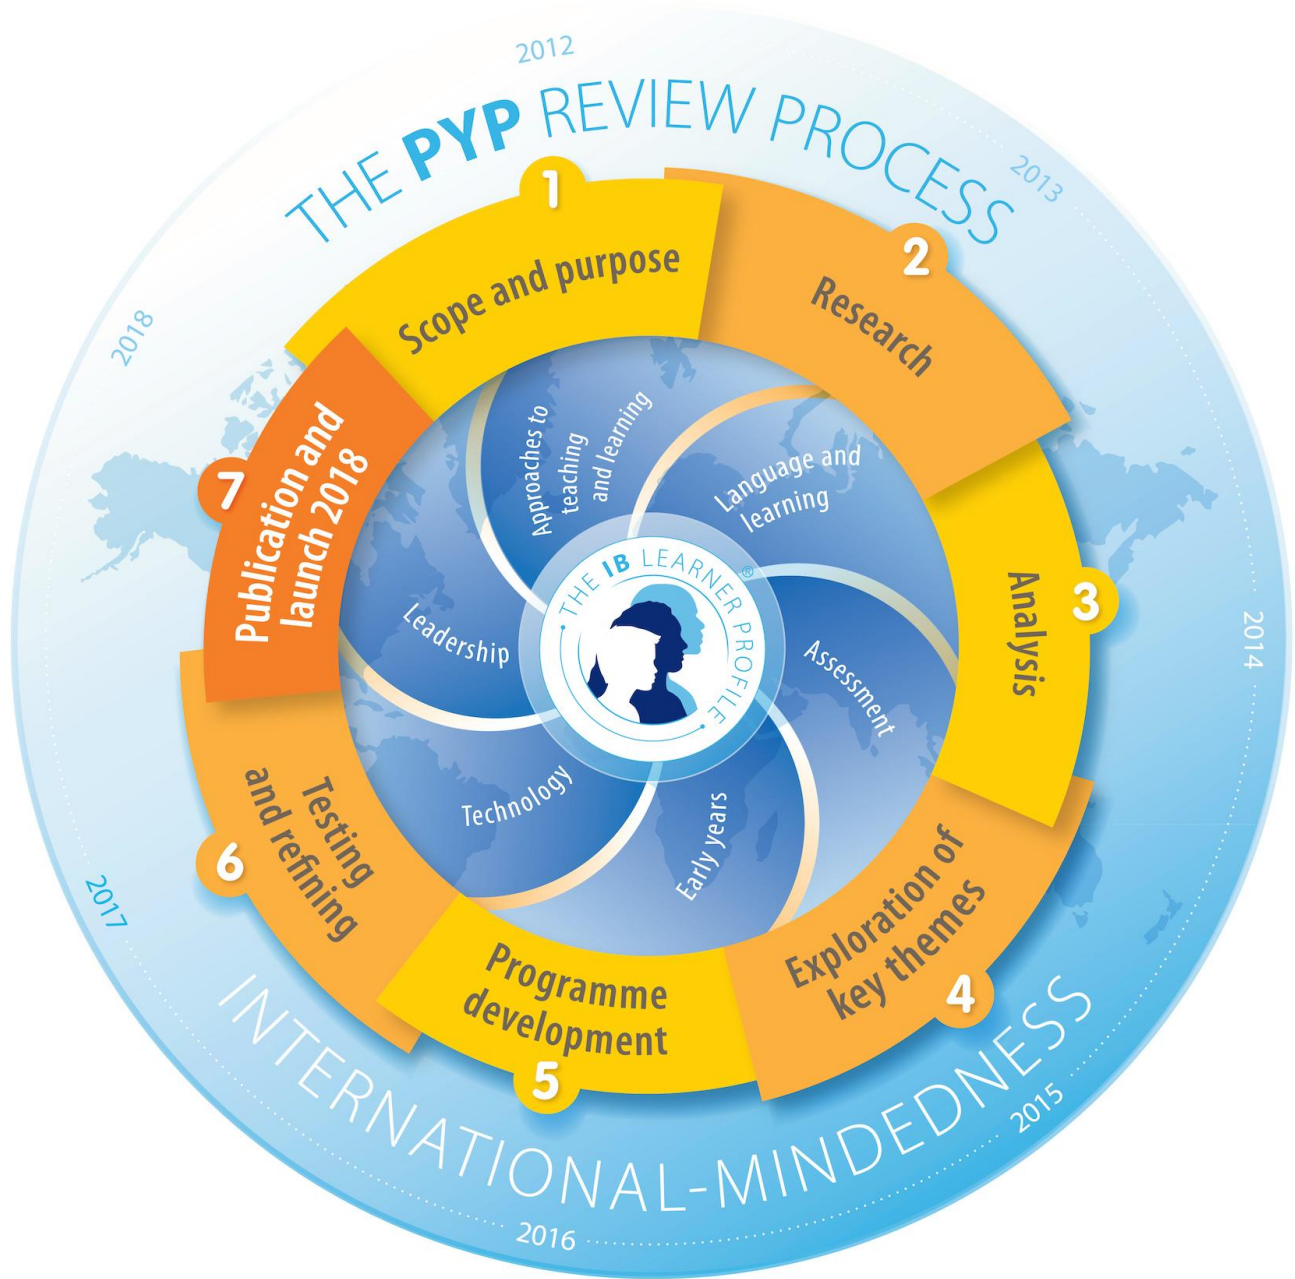 2012
THE PYP REVIEW PROCESS
2013
2014
2015
2016
2017
2018
1
Scope and purpose
2
Research
3
Analysis
4
Exploration of
key themes
5
Programme
development
6
Testing
and refining
7
Publication and
launch 2018
Approaches to
teaching
and learning
Language and
learning
Assessment
Early years
Technology
Leadership
THE IB LEARNER PROFILE®
INTERNATIONAL-MINDEDNESS